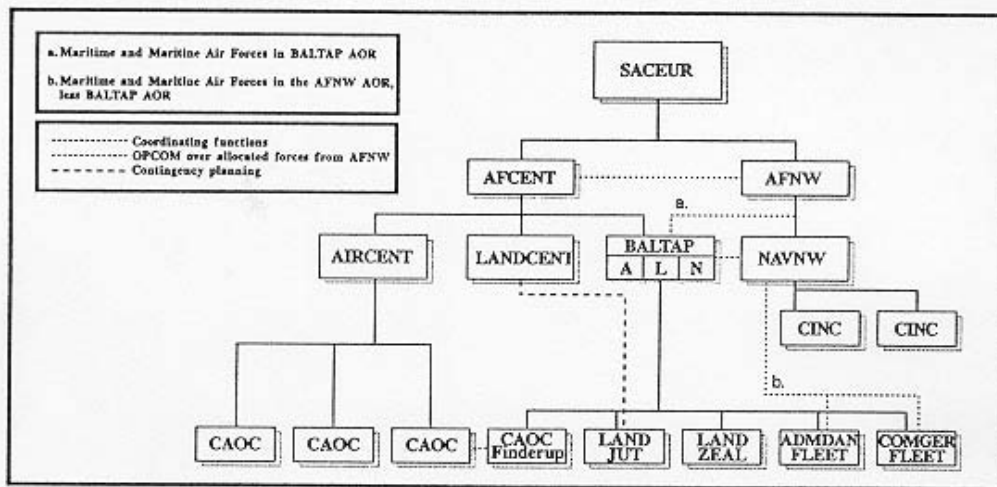 a. Maritime and Maritine Air Forces in BALTAP AOR
b. Maritime and Maritine Air Forces in the AFNW AOR,
less BALTAP AOR
Coordinating functions
OPCOM over allocated forces from AFNW
Contingency planning
SACEUR
AFCENT
AFNW
a.
AIRCENT
LANDCENT
BALTAP
A L N
NAVNW
CINC
CINC
b.
CAOC
CAOC
CAOC
CAOC
Finderup
LAND
JUT
LAND
ZEAL
ADMDAN
FLEET
COMGER
FLEET